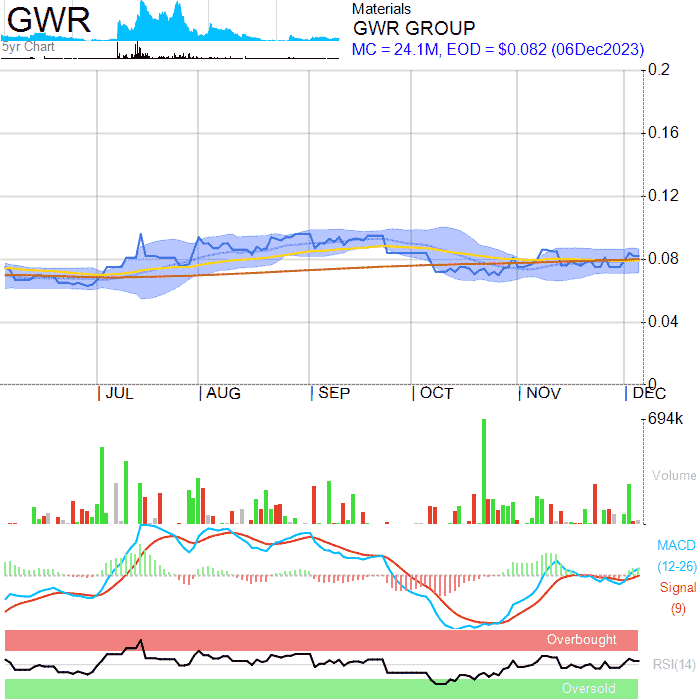 GWR
5yr Chart
Materials
GWR GROUP
MC = 24.1M, EOD = $0.082 (06Dec2023)
0.2
0.16
0.12
0.08
0.04
0
JUL AUG SEP OCT NOV DEC
694k
Volume
MACD
(12-26)
Signal
(9)
Overbought
RSI(14)
Oversold